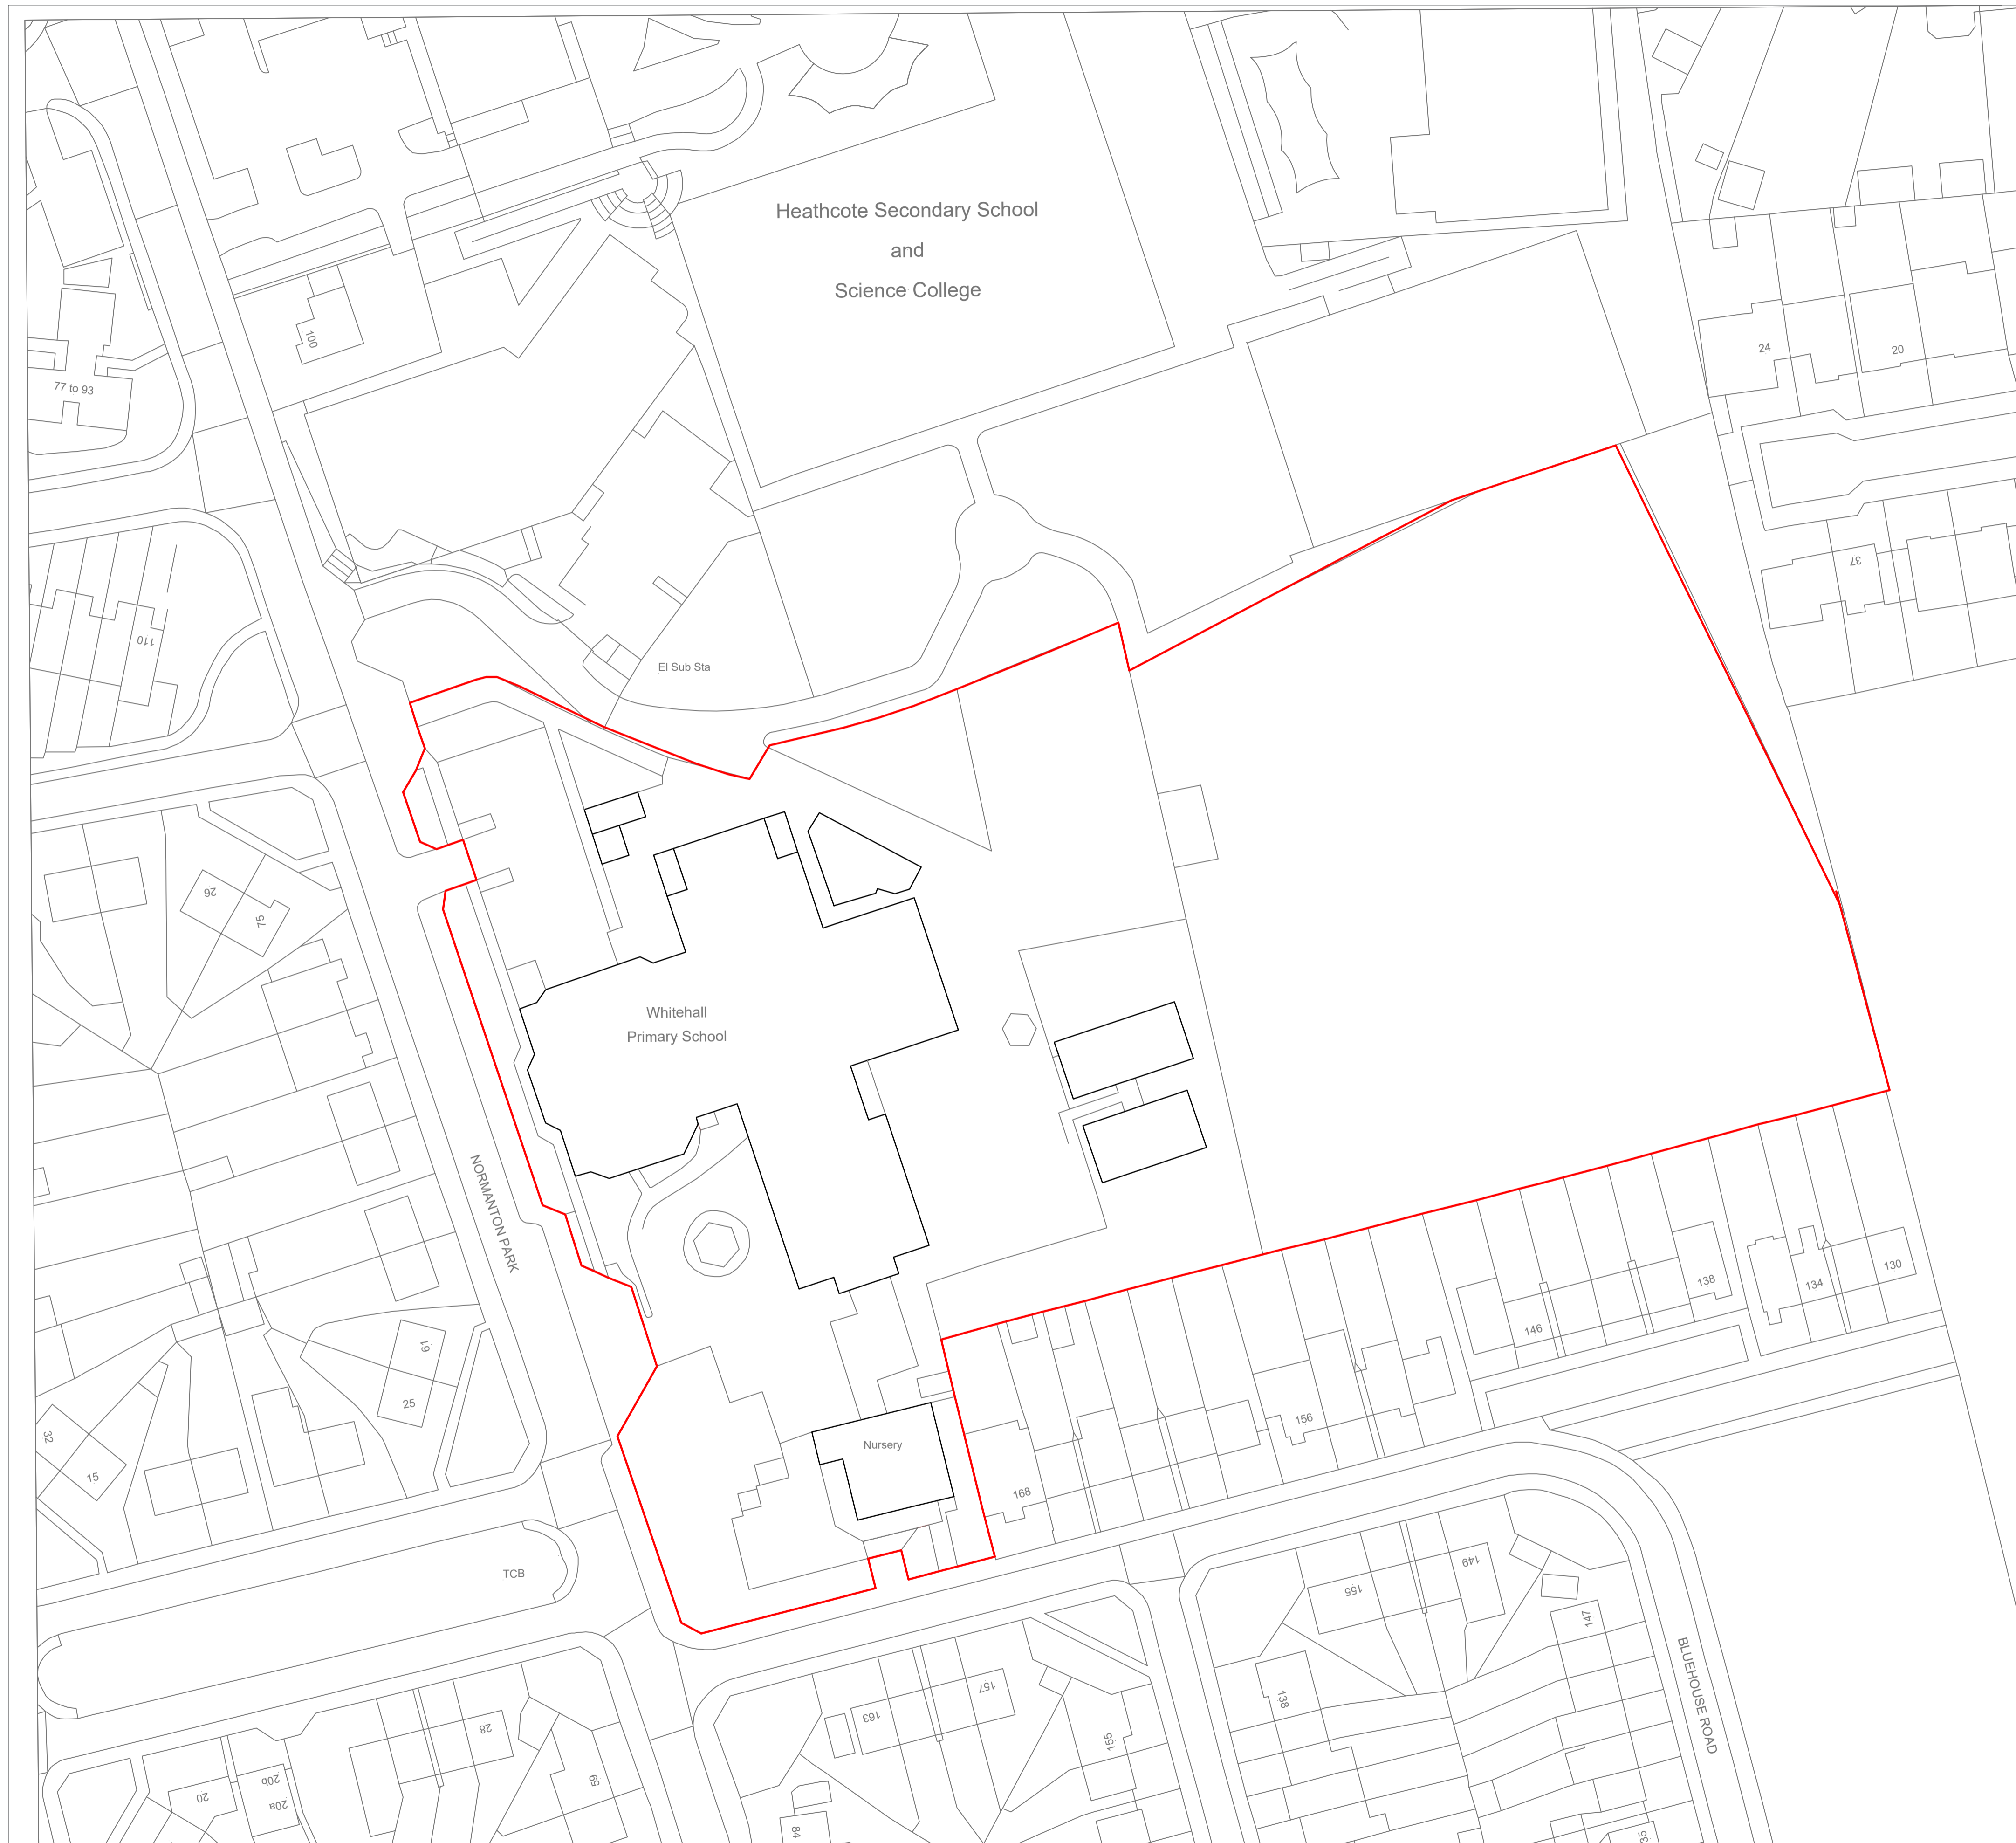 Heathcote Secondary School
and
Science College
100
77 to 93
24
20
37
110
El Sub Sta
26
75
Whitehall
Primary School
NORMANTON PARK
19
25
32
15
Nursery
TCB
168
156
146
138
134
130
155
149
147
138
BLUEHOUSE ROAD
163
157
155
28
59
20
20b
20a
84
35